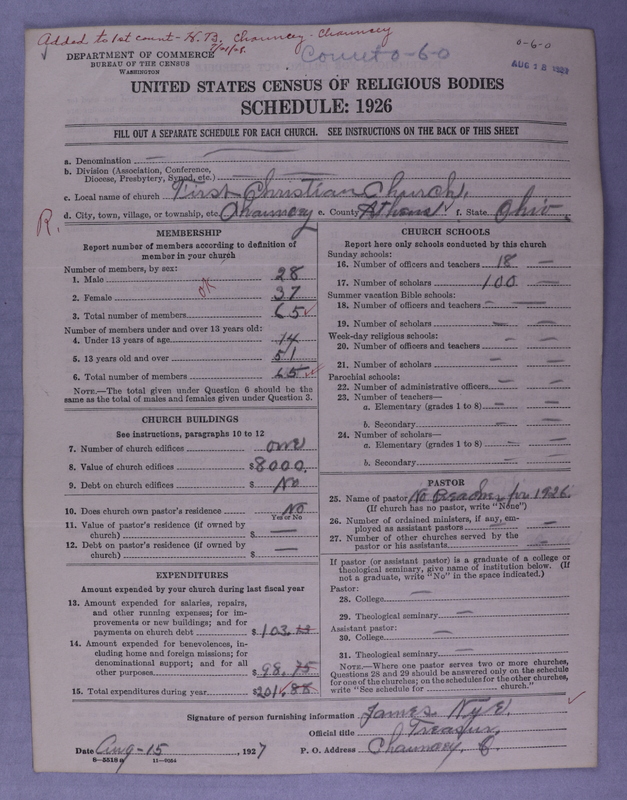 Added to 1st count - H.B. Chauncey - Chauncey
7/21/28.
Count 0-6-0
0-6-0
AUG 18 1927
DEPARTMENT OF COMMERCE
BUREAU OF THE CENSUS
WASHINGTON
UNITED STATES CENSUS OF RELIGIOUS BODIES
SCHEDULE: 1926
FILL OUT A SEPARATE SCHEDULE FOR EACH CHURCH. SEE INSTRUCTIONS ON THE BACK OF THIS SHEET
a. Denomination —
b. Division (Association, Conference, Diocese, Presbytery, Synod, etc.) —
c. Local name of church First Christian Church.
R.
d. City, town, village, or township, etc. Chauncey e. County Athens f. State Ohio.
MEMBERSHIP
Report number of members according to definition of
member in your church
Number of members, by sex:
1. Male 28
OK
2. Female 37
3. Total number of members 65 ✓
Number of members under and over 13 years old:
4. Under 13 years of age 14
5. 13 years old and over 51
6. Total number of members 65 ✓
NOTE.—The total given under Question 6 should be the
same as the total of males and females given under Question 3.
CHURCH BUILDINGS
See instructions, paragraphs 10 to 12
7. Number of church edifices one
8. Value of church edifices $8000.
9. Debt on church edifices $ No
10. Does church own pastor's residence No
Yes or No
11. Value of pastor's residence (if owned by
church) $ —
12. Debt on pastor's residence (if owned by
church) $ —
EXPENDITURES
Amount expended by your church during last fiscal year
13. Amount expended for salaries, repairs,
and other running expenses; for im-
provements or new buildings; and for
payments on church debt $ 103.13
14. Amount expended for benevolences, in-
cluding home and foreign missions; for
denominational support; and for all
other purposes $ 98.75
15. Total expenditures during year $201.88
CHURCH SCHOOLS
Report here only schools conducted by this church
Sunday schools:
16. Number of officers and teachers 18 —
17. Number of scholars 100 —
Summer vacation Bible schools:
18. Number of officers and teachers — —
19. Number of scholars — —
Week-day religious schools:
20. Number of officers and teachers — —
21. Number of scholars — —
Parochial schools:
22. Number of administrative officers — —
23. Number of teachers—
a. Elementary (grades 1 to 8) — —
b. Secondary — —
24. Number of scholars—
a. Elementary (grades 1 to 8) — —
b. Secondary — —
PASTOR
25. Name of pastor No for 1926.
(If church has no pastor, write "None")
26. Number of ordained ministers, if any, em-
ployed as assistant pastors — —
27. Number of other churches served by the
pastor or his assistants —
If pastor (or assistant pastor) is a graduate of a college or
theological seminary, give name of institution below. (If
not a graduate, write "No" in the space indicated.)
Pastor:
28. College —
29. Theological seminary —
Assistant pastor:
30. College —
31. Theological seminary —
NOTE.—Where one pastor serves two or more churches,
Questions 28 and 29 should be answered only on the schedule
for one of the churches; on the schedules for the other churches,
write "See schedule for church."
Signature of person furnishing information James Nye.
Official title Treasur.
Date Aug-15, 1927 P. O. Address Chauncey. O.
8—5518 a 11—9054